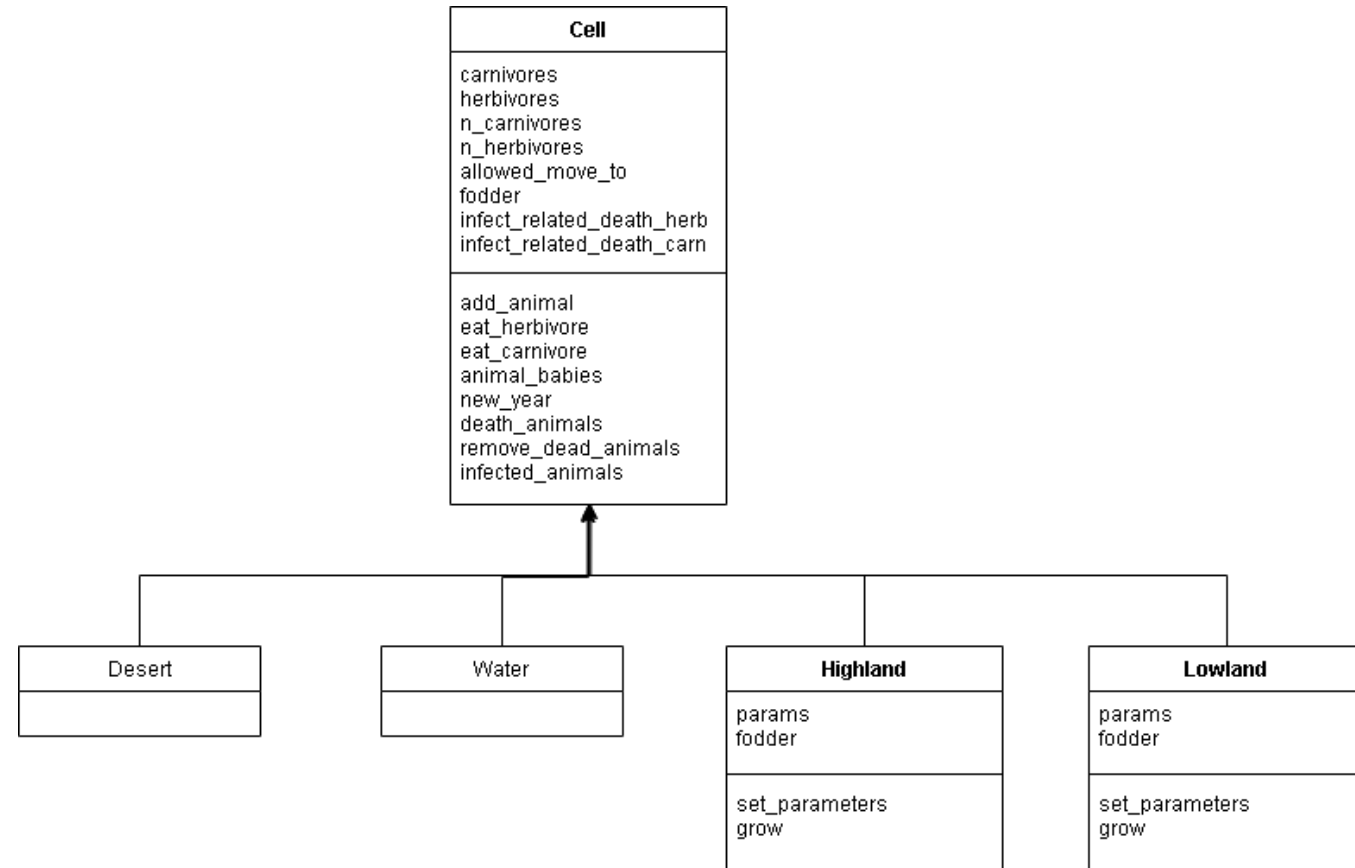 Cell
carnivores
herbivores
n_carnivores
n_herbivores
allowed_move_to
fodder
infect_related_death_herb
infect_related_death_carn
add_animal
eat_herbivore
eat_carnivore
animal_babies
new_year
death_animals
remove_dead_animals
infected_animals
Desert
Water
Highland
params
fodder
set_parameters
grow
Lowland
params
fodder
set_parameters
grow